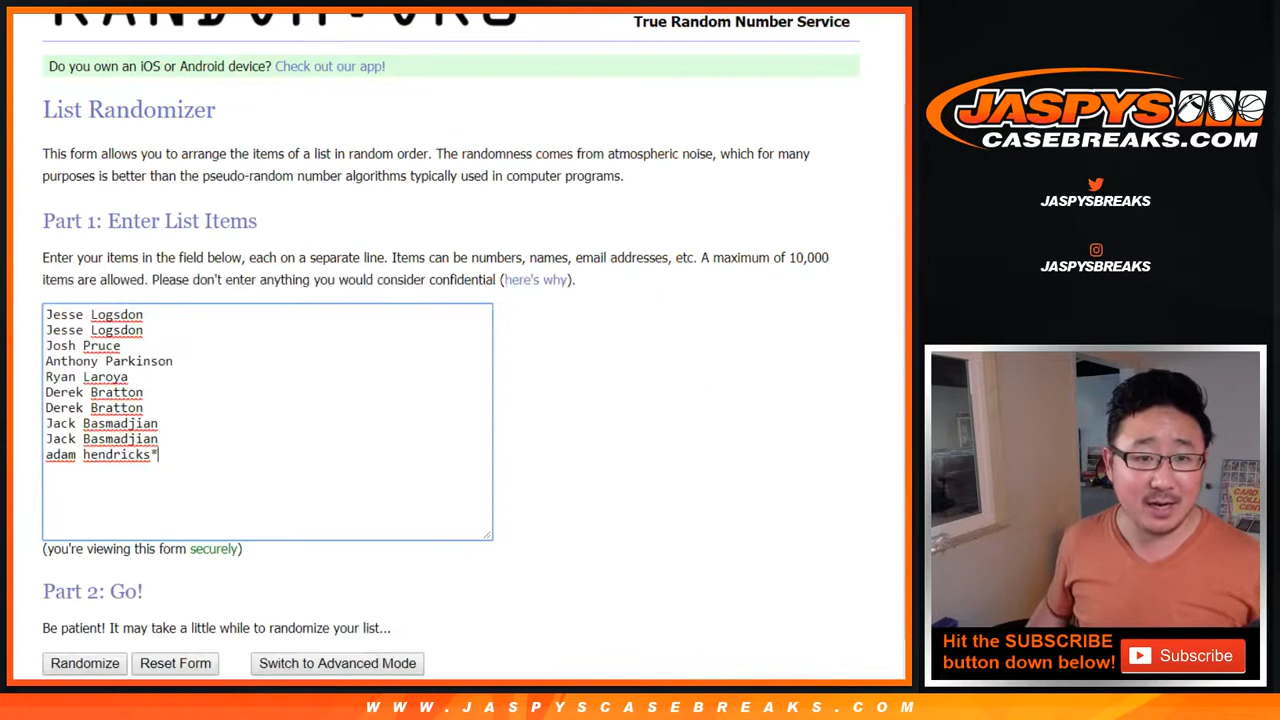 RANDOM.ORG
True Random Number Service
Do you own an iOS or Android device? Check out our app!
List Randomizer
This form allows you to arrange the items of a list in random order. The randomness comes from atmospheric noise, which for many
purposes is better than the pseudo-random number algorithms typically used in computer programs.
Part 1: Enter List Items
Enter your items in the field below, each on a separate line. Items can be numbers, names, email addresses, etc. A maximum of 10,000
items are allowed. Please don't enter anything you would consider confidential (here's why).
Jesse Logsdon
Jesse Logsdon
Josh Pruce
Anthony Parkinson
Ryan Laroya
Derek Bratton
Derek Bratton
Jack Basmadjian
Jack Basmadjian
adam hendricks*
(you're viewing this form securely)
Part 2: Go!
Be patient! It may take a little while to randomize your list...
Randomize Reset Form Switch to Advanced Mode
JASPYS
CASEBREAKS.COM
JASPYSBREAKS
JASPYSBREAKS
CARD
COLLE
CENT
Hit the SUBSCRIBE
button down below!
Subscribe
WWW.JASPYSCASEBREAKS.COM